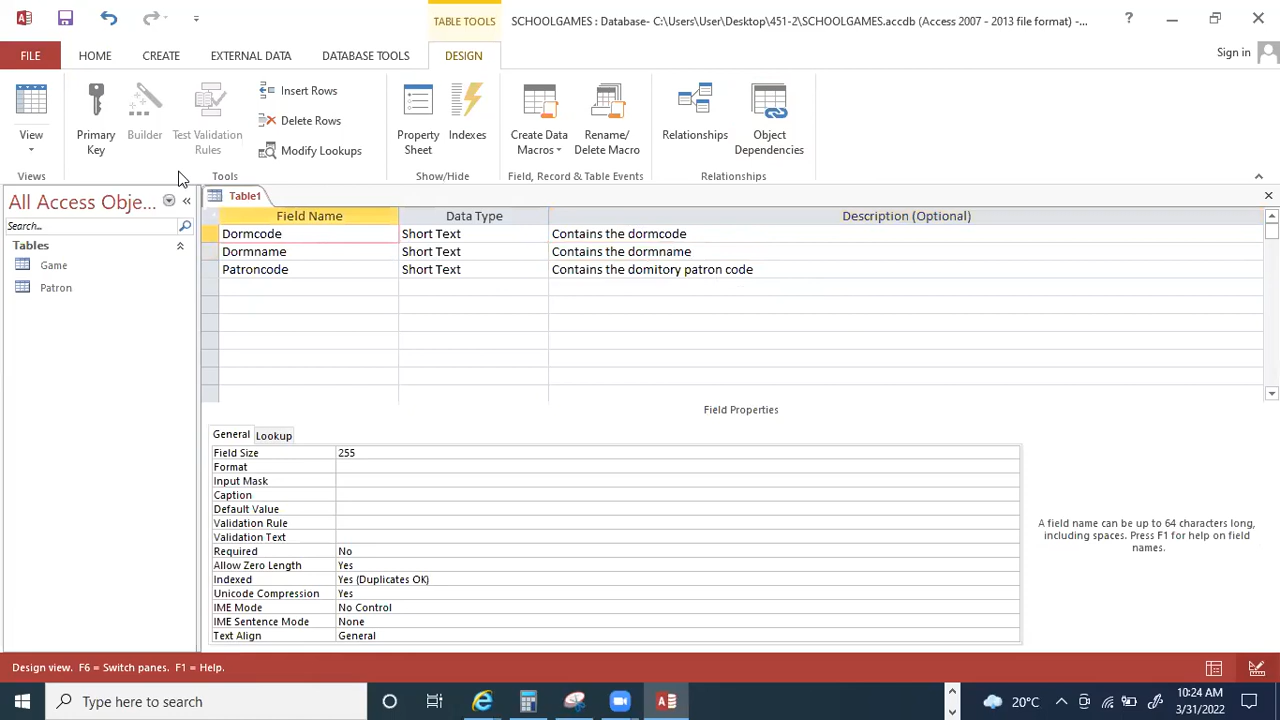 TABLE TOOLS
SCHOOLGAMES : Database- C:\Users\User\Desktop\451-2\SCHOOLGAMES.accdb (Access 2007 - 2013 file format) -...
?
FILE HOME CREATE EXTERNAL DATA DATABASE TOOLS DESIGN
Sign in
View
Primary Key
Builder
Test Validation Rules
Insert Rows
Delete Rows
Modify Lookups
Property Sheet
Indexes
Create Data Macros
Rename/ Delete Macro
Relationships
Object Dependencies
Views
Tools
Show/Hide
Field, Record & Table Events
Relationships
All Access Obje...
Search...
Tables
Game
Patron
Table1
Field Name Data Type Description (Optional)
Dormcode Short Text Contains the dormcode
Dormname Short Text Contains the dormname
Patroncode Short Text Contains the domitory patron code
Field Properties
General Lookup
Field Size 255
Format
Input Mask
Caption
Default Value
Validation Rule
Validation Text
Required No
Allow Zero Length Yes
Indexed Yes (Duplicates OK)
Unicode Compression Yes
IME Mode No Control
IME Sentence Mode None
Text Align General
A field name can be up to 64 characters long,
including spaces. Press F1 for help on field
names.
Design view. F6 = Switch panes. F1 = Help.
Type here to search
20°C
10:24 AM
3/31/2022